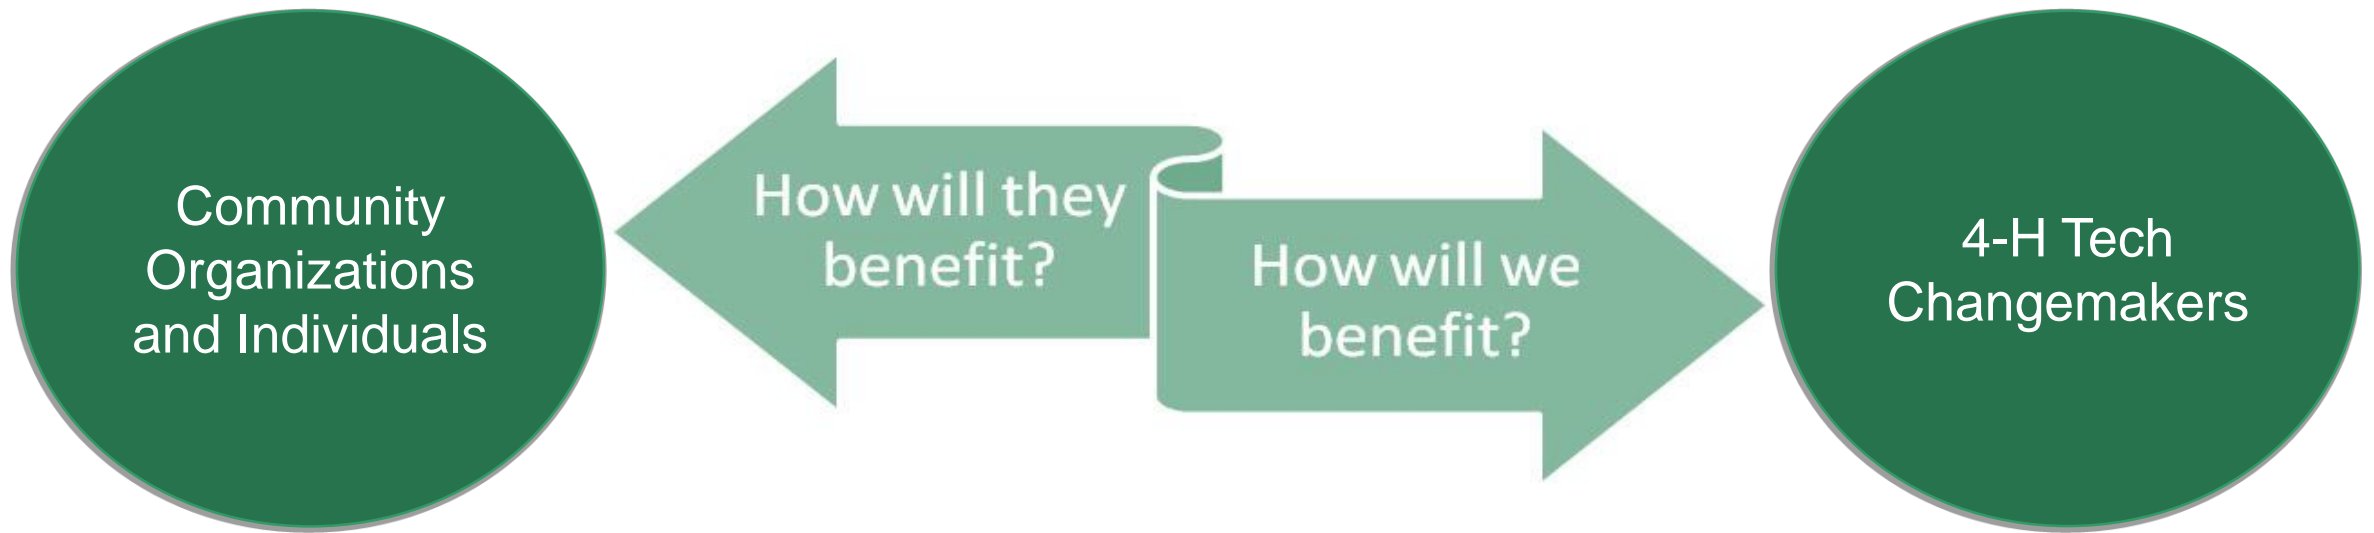 Community
Organizations
and Individuals
How will they
benefit?
How will we
benefit?
4-H Tech
Changemakers